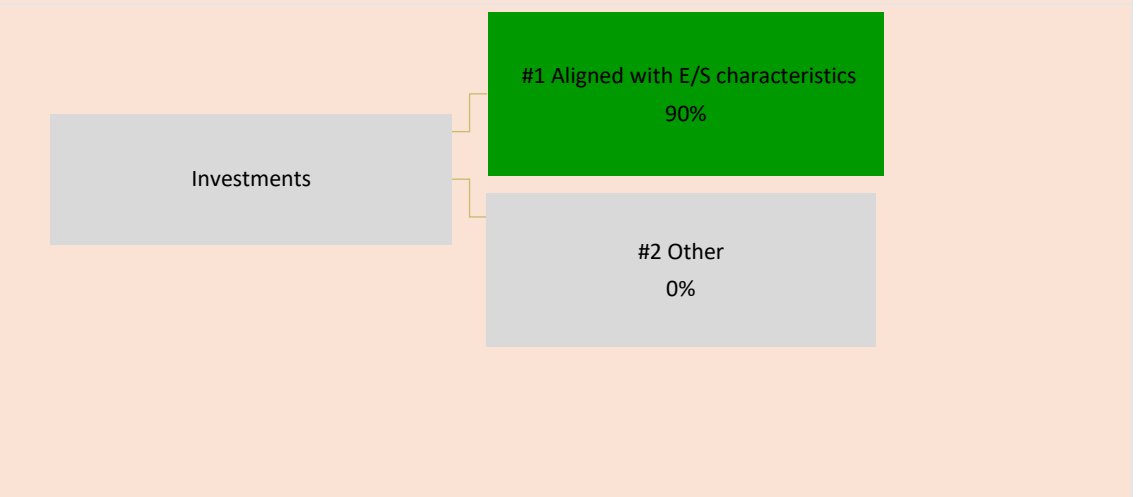 #1 Aligned with E/S characteristics
90%
Investments
#2 Other
0%